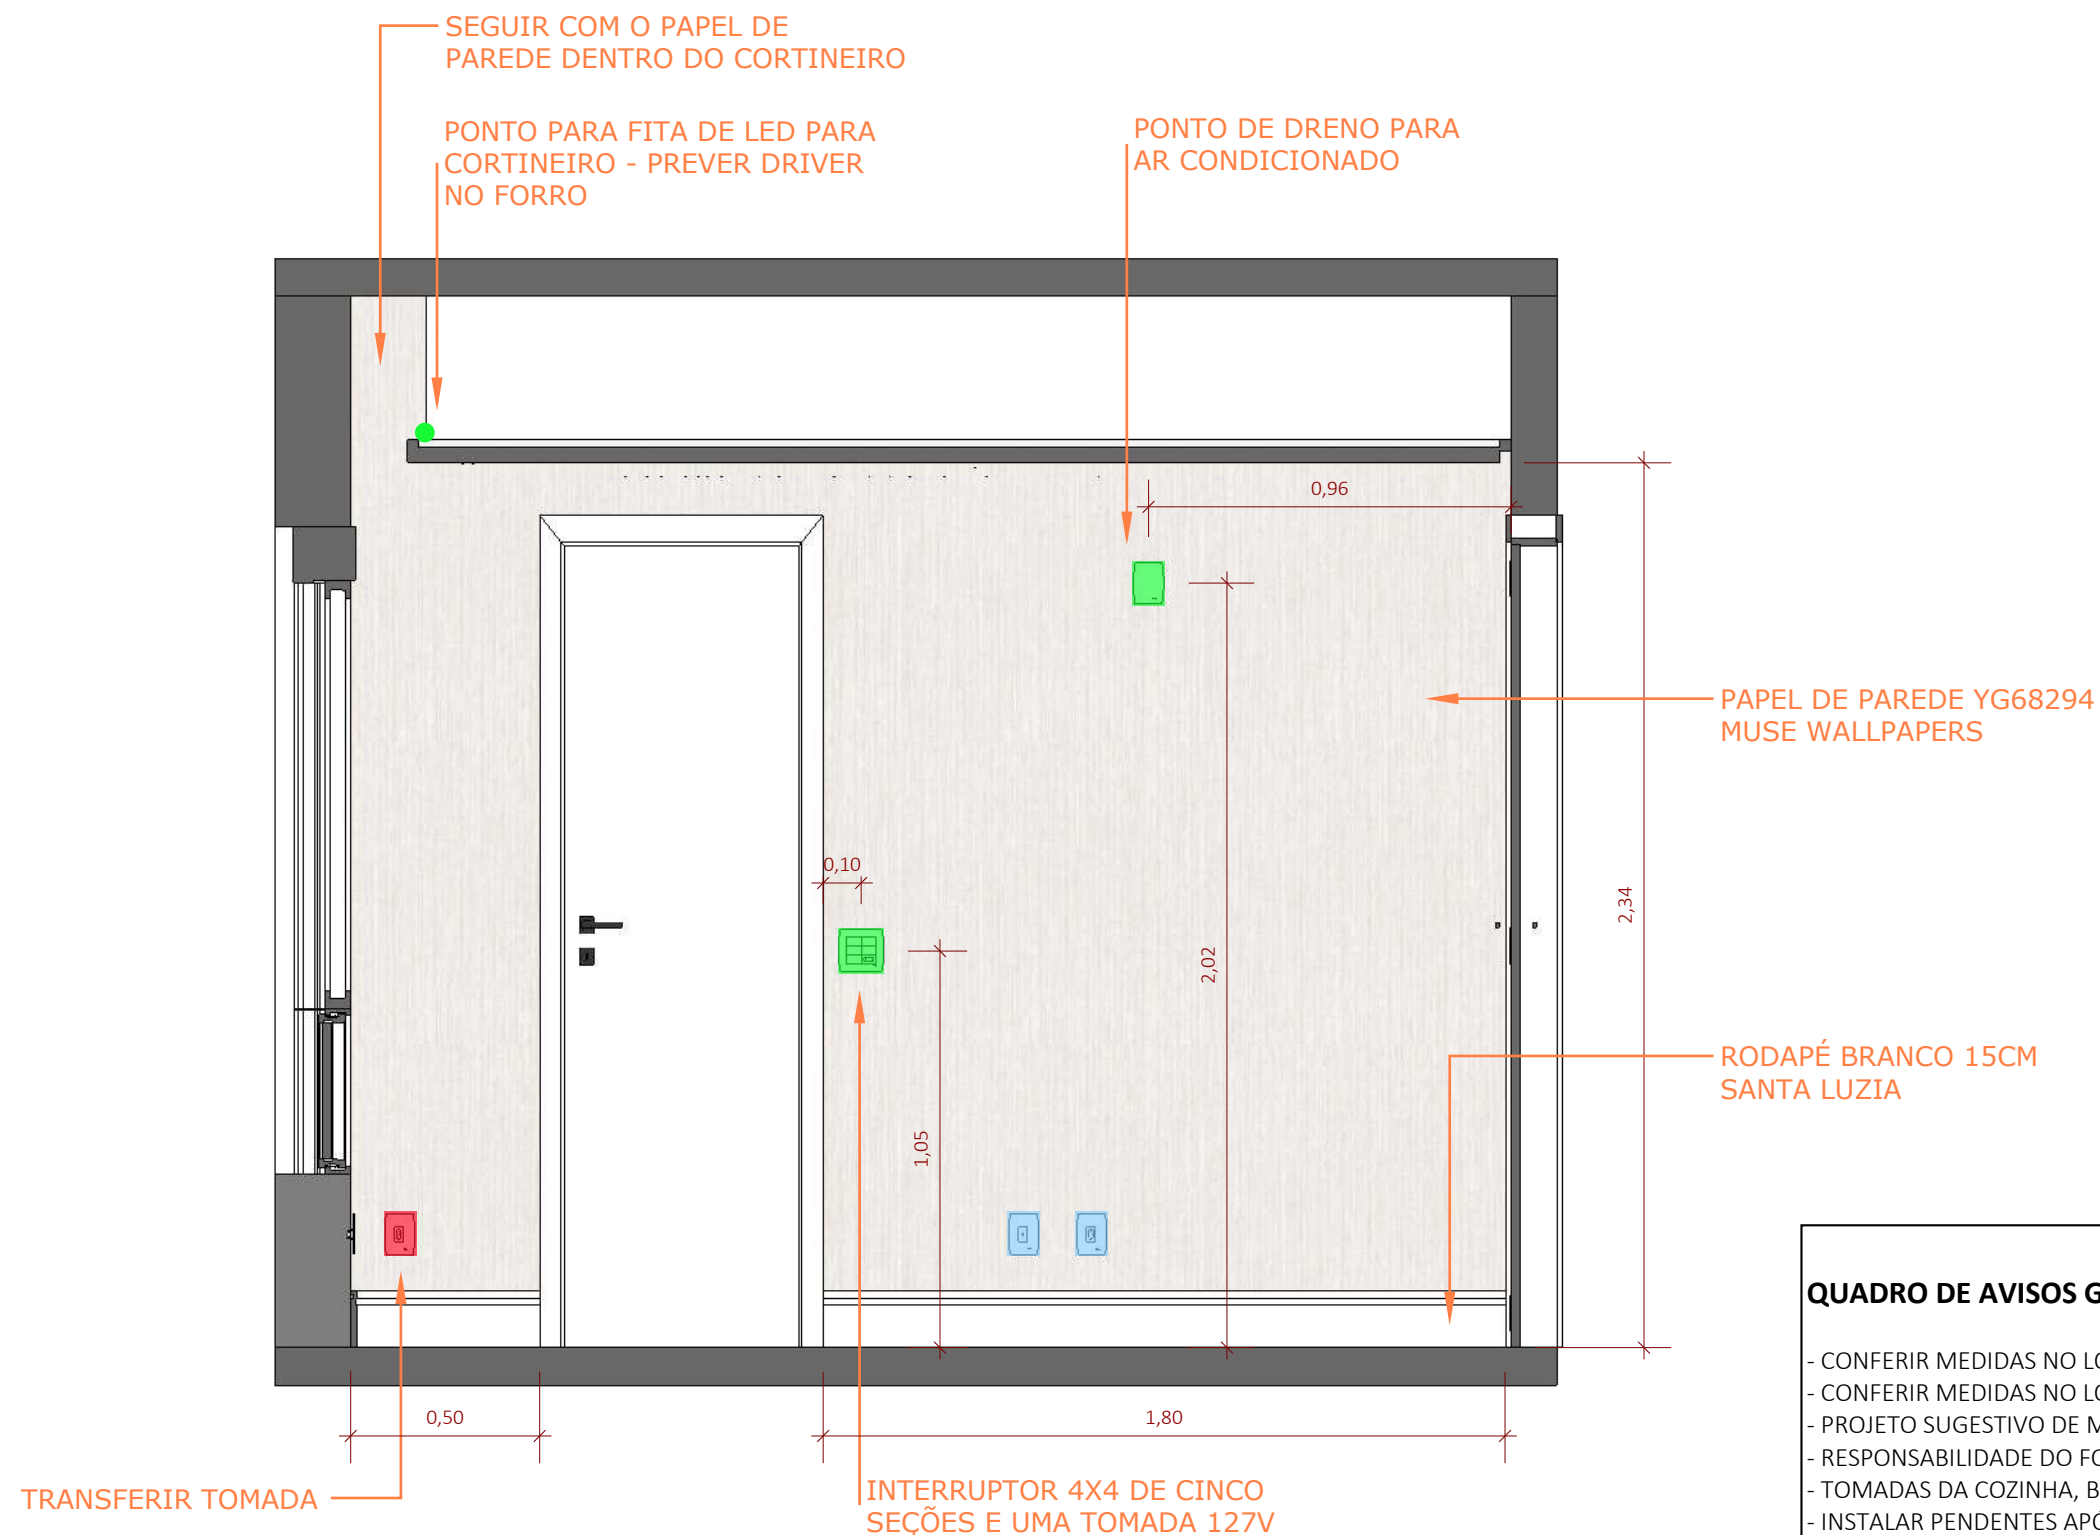 SEGUIR COM O PAPEL DE
PAREDE DENTRO DO CORTINEIRO
PONTO PARA FITA DE LED PARA
CORTINEIRO - PREVER DRIVER
NO FORRO
PONTO DE DRENO PARA
AR CONDICIONADO
0,96
PAPEL DE PAREDE YG68294
MUSE WALLPAPERS
0,10
2,34
2,02
1,05
RODAPÉ BRANCO 15CM
SANTA LUZIA
0,50
1,80
TRANSFERIR TOMADA
INTERRUPTOR 4X4 DE CINCO
SEÇÕES E UMA TOMADA 127V
QUADRO DE AVISOS G
- CONFERIR MEDIDAS NO LO
- CONFERIR MEDIDAS NO LO
- PROJETO SUGESTIVO DE M
- RESPONSABILIDADE DO FO
- TOMADAS DA COZINHA, B
- INSTALAR PENDENTES APÓ